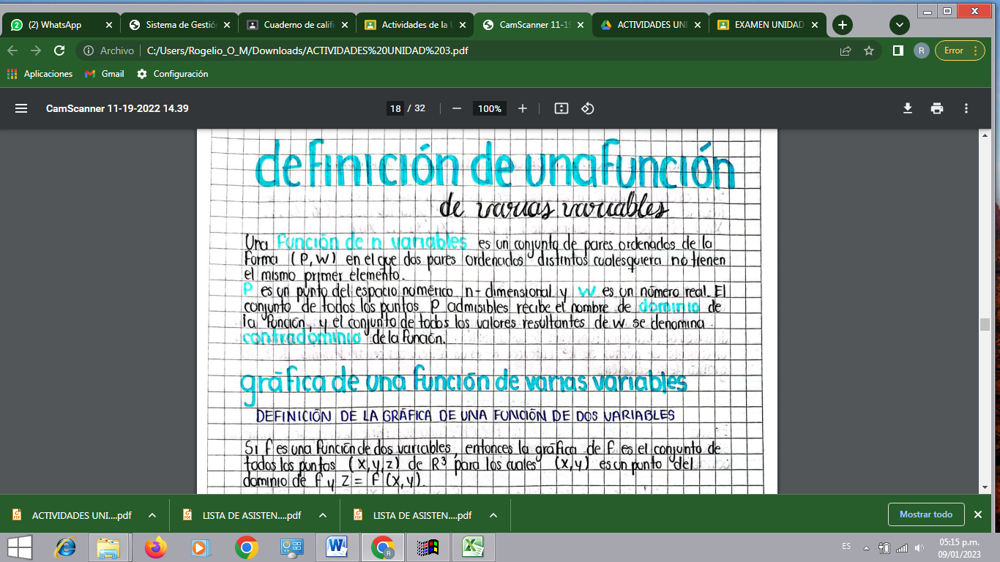 (2) WhatsApp
Sistema de Gestió
Cuaderno de calif
Actividades de la U
CamScanner 11-19
ACTIVIDADES UNI
EXAMEN UNIDAD
Archivo
C:/Users/Rogelio_O_M/Downloads/ACTIVIDADES%20UNIDAD%203.pdf
R
Error
Aplicaciones
Gmail
Configuración
CamScanner 11-19-2022 14.39
18 / 32
100%
definición de una función
de varias variables
Una función de n variables es un conjunto de pares ordenados de la
forma (P, W) en el que dos pares ordenados distintos cualesquiera no tienen
el mismo primer elemento.
P es un punto del espacio numérico n-dimensional y W es un número real. El
conjunto de todos los puntos P admisibles recibe el nombre de dominio de
la función, y el conjunto de todos los valores resultantes de W se denomina
contradominio de la función.
gráfica de una función de varias variables
DEFINICIÓN DE LA GRÁFICA DE UNA FUNCIÓN DE DOS VARIABLES
Si f es una función de dos variables, entonces la gráfica de f es el conjunto de
todos los puntos (x,y,z) de R³ para los cuales (x,y) es un punto del
dominio de f y z = f (x,y).
ACTIVIDADES UNI....pdf
LISTA DE ASISTEN....pdf
LISTA DE ASISTEN....pdf
Mostrar todo
R
ES
05:15 p.m.
09/01/2023